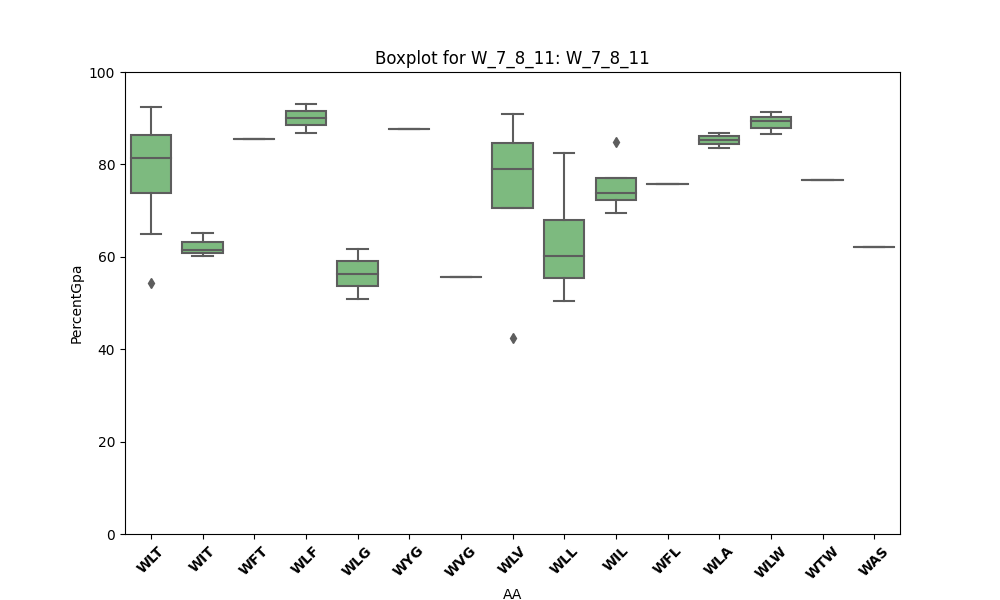 Boxplot for W_7_8_11: W_7_8_11
PercentGpa
100
80
60
40
20
0
WLT WIT WFT WLF WLG WYG WVG WLV WLL WIL WFL WLA WLW WTW WAS
AA